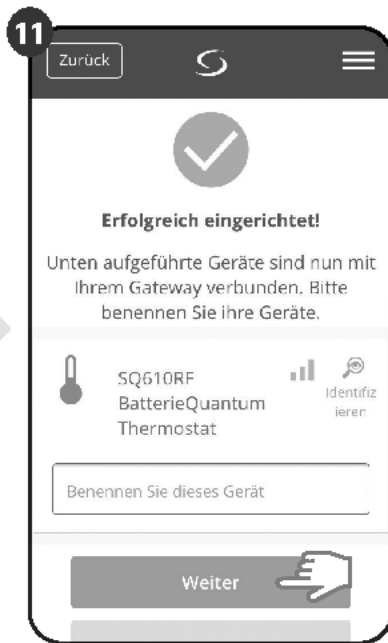 11
Zurück
Erfolgreich eingerichtet!
Unten aufgeführte Geräte sind nun mit
Ihrem Gateway verbunden. Bitte
benennen Sie ihre Geräte.
SQ610RF
BatterieQuantum
Thermostat
Identifiz
ieren
Benennen Sie dieses Gerät
Weiter